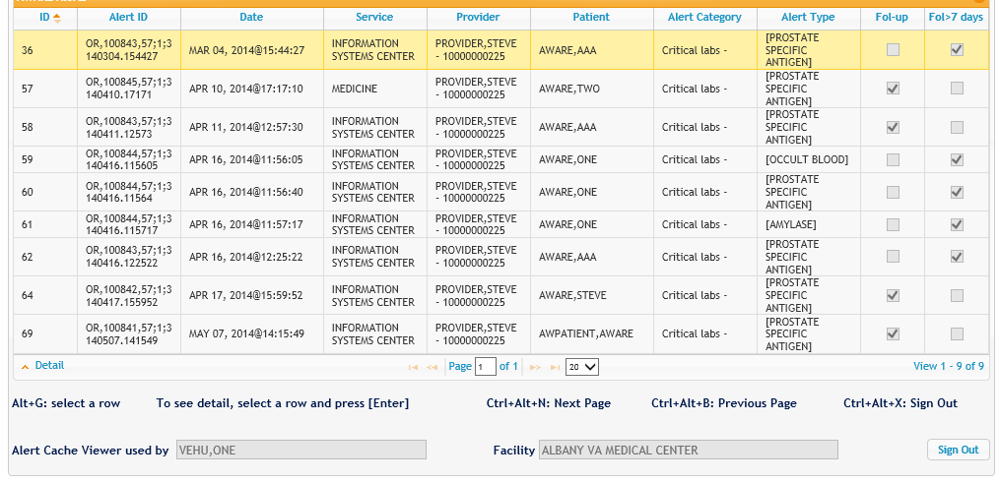 ID Alert ID Date Service Provider Patient Alert Category Alert Type Fol-up Fol>7 days
36 OR,100843,57;1;3 140304.154427 MAR 04, 2014@15:44:27 INFORMATION SYSTEMS CENTER PROVIDER,STEVE - 10000000225 AWARE,AAA Critical labs - [PROSTATE SPECIFIC ANTIGEN]
57 OR,100845,57;1;3 140410.17171 APR 10, 2014@17:17:10 MEDICINE PROVIDER,STEVE - 10000000225 AWARE,TWO Critical labs - [PROSTATE SPECIFIC ANTIGEN]
58 OR,100843,57;1;3 140411.12573 APR 11, 2014@12:57:30 INFORMATION SYSTEMS CENTER PROVIDER,STEVE - 10000000225 AWARE,AAA Critical labs - [PROSTATE SPECIFIC ANTIGEN]
59 OR,100844,57;1;3 140416.115605 APR 16, 2014@11:56:05 INFORMATION SYSTEMS CENTER PROVIDER,STEVE - 10000000225 AWARE,ONE Critical labs - [OCCULT BLOOD]
60 OR,100844,57;1;3 140416.11564 APR 16, 2014@11:56:40 INFORMATION SYSTEMS CENTER PROVIDER,STEVE - 10000000225 AWARE,ONE Critical labs - [PROSTATE SPECIFIC ANTIGEN]
61 OR,100844,57;1;3 140416.115717 APR 16, 2014@11:57:17 INFORMATION SYSTEMS CENTER PROVIDER,STEVE - 10000000225 AWARE,ONE Critical labs - [AMYLASE]
62 OR,100843,57;1;3 140416.122522 APR 16, 2014@12:25:22 INFORMATION SYSTEMS CENTER PROVIDER,STEVE - 10000000225 AWARE,AAA Critical labs - [PROSTATE SPECIFIC ANTIGEN]
64 OR,100842,57;1;3 140417.155952 APR 17, 2014@15:59:52 INFORMATION SYSTEMS CENTER PROVIDER,STEVE - 10000000225 AWARE,STEVE Critical labs - [PROSTATE SPECIFIC ANTIGEN]
69 OR,100841,57;1;3 140507.141549 MAY 07, 2014@14:15:49 INFORMATION SYSTEMS CENTER PROVIDER,STEVE - 10000000225 AWPATIENT,AWARE Critical labs - [PROSTATE SPECIFIC ANTIGEN]
Detail Page 1 of 1 20 View 1 - 9 of 9
Alt+G: select a row To see detail, select a row and press [Enter] Ctrl+Alt+N: Next Page Ctrl+Alt+B: Previous Page Ctrl+Alt+X: Sign Out
Alert Cache Viewer used by VEHU,ONE Facility ALBANY VA MEDICAL CENTER Sign Out